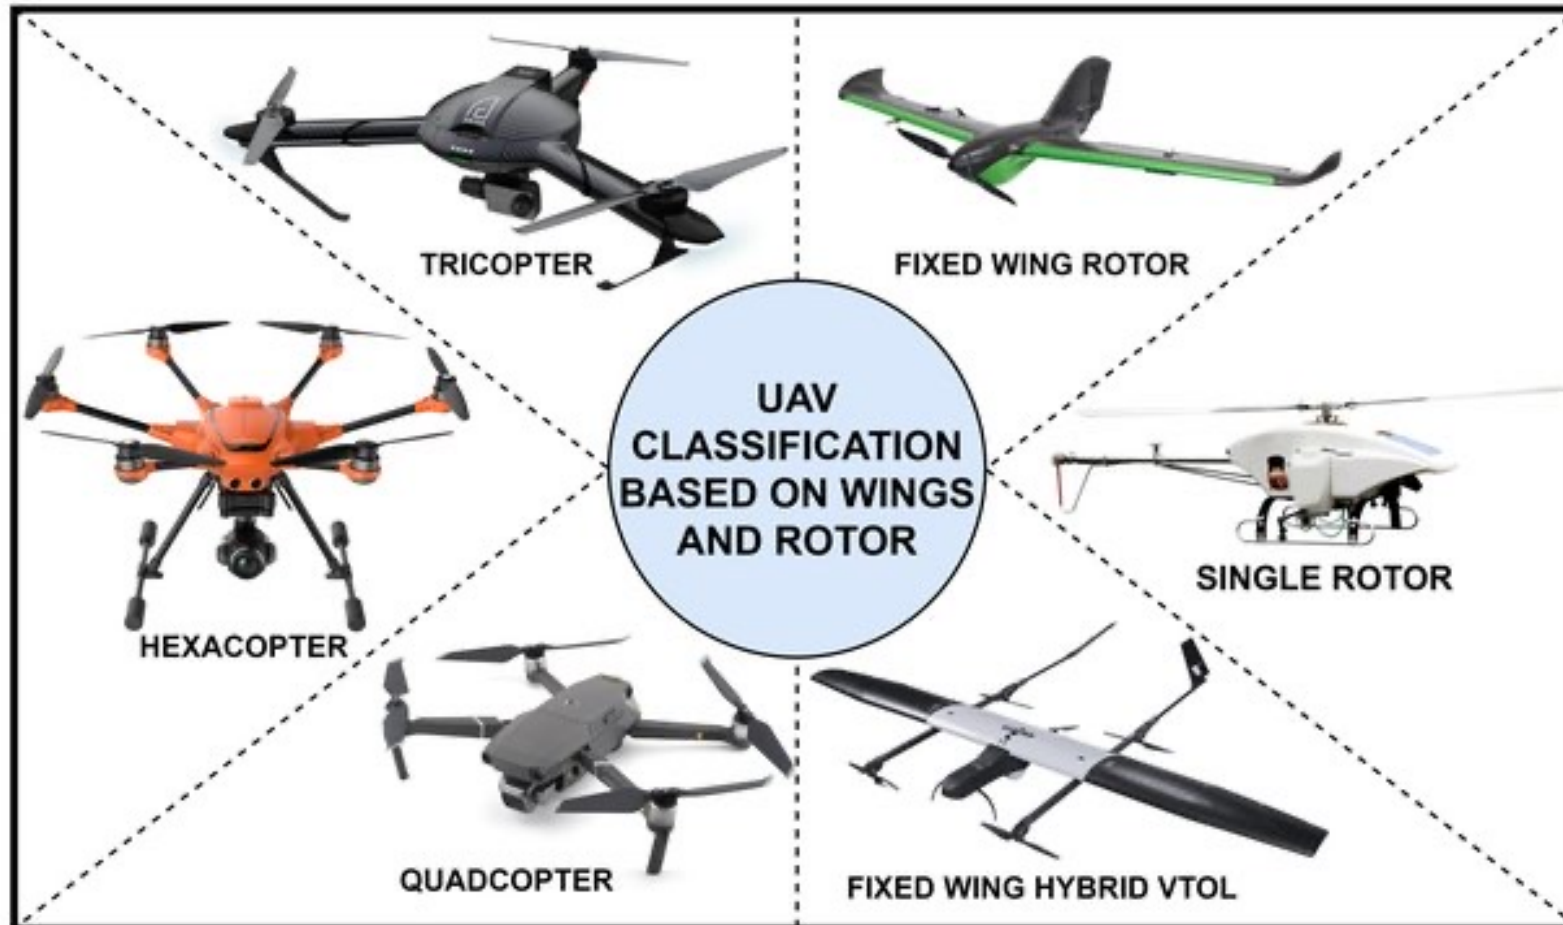 TRICOPTER
FIXED WING ROTOR
UAV
CLASSIFICATION
BASED ON WINGS
AND ROTOR
SINGLE ROTOR
HEXACOPTER
QUADCOPTER
FIXED WING HYBRID VTOL